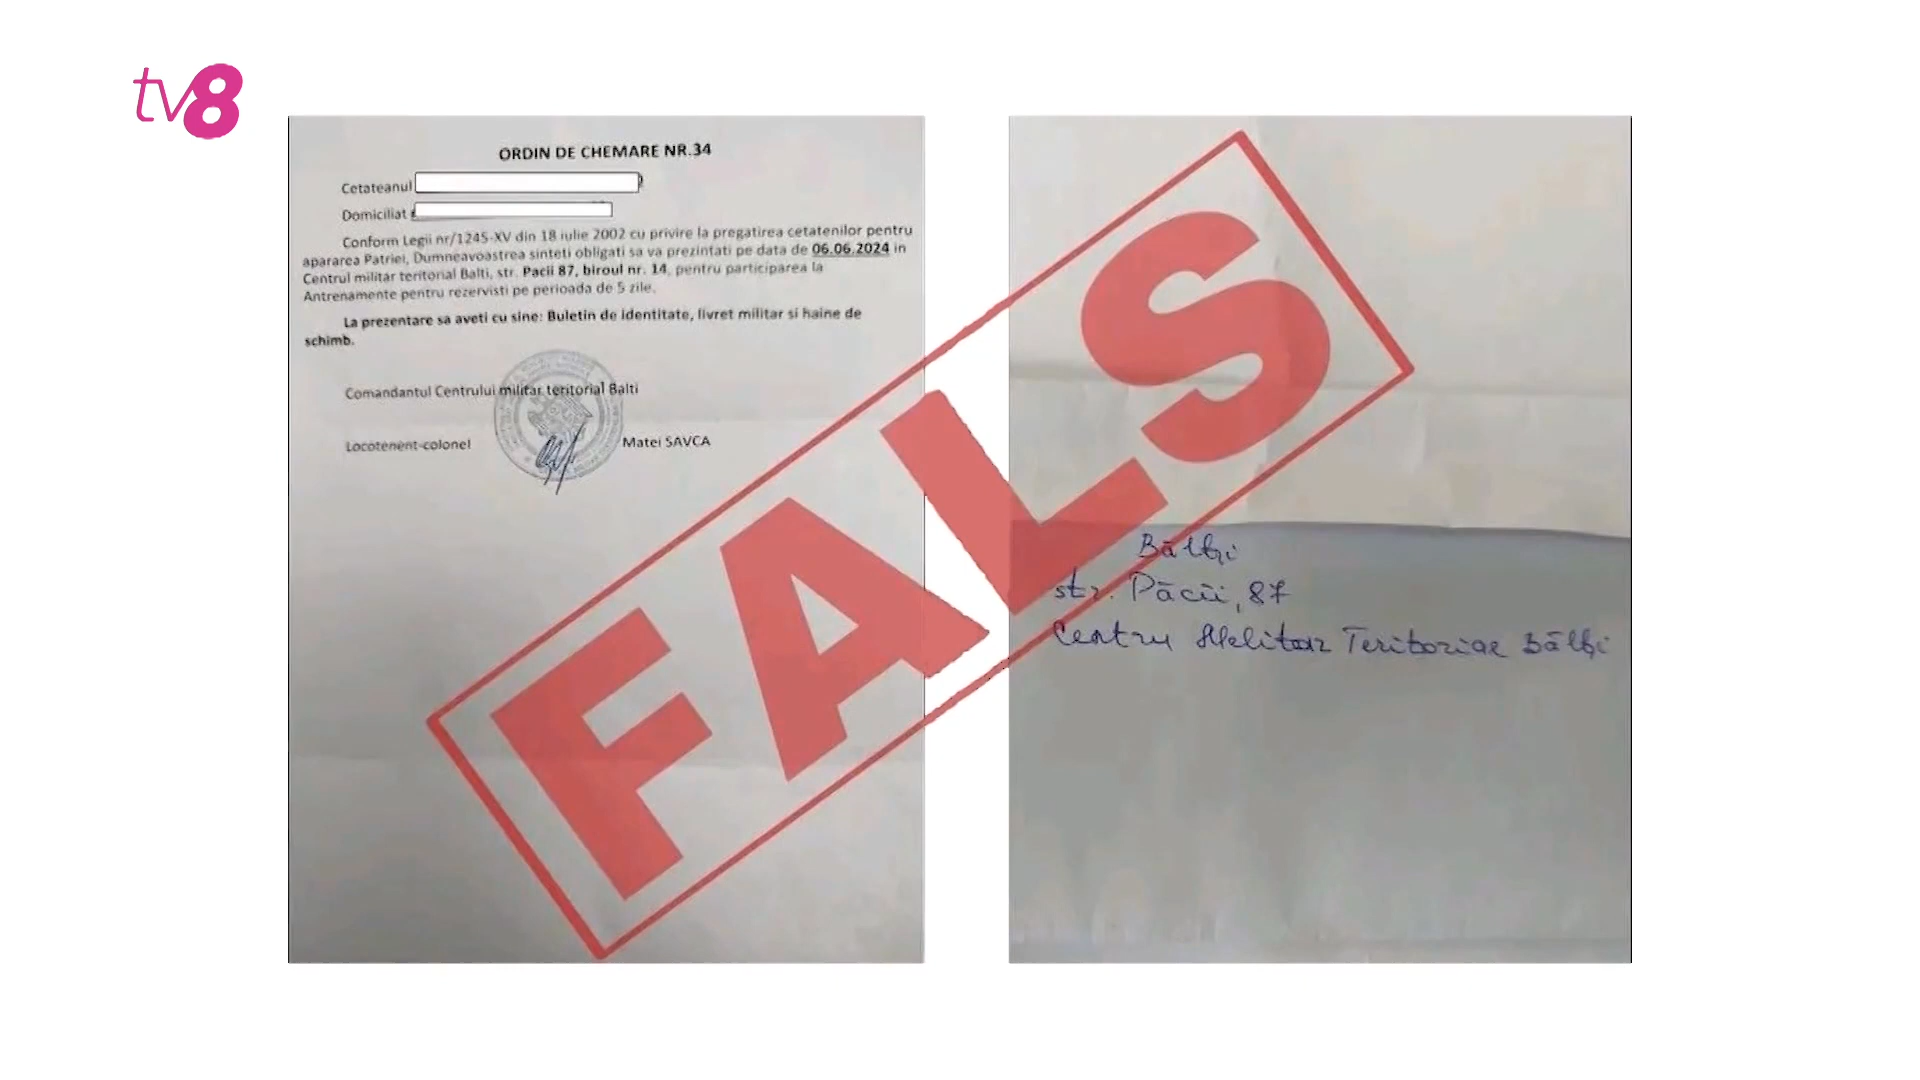 tv8
ORDIN DE CHEMARE NR.34
Cetateanul
Domiciliat
Conform Legii nr/1245-XV din 18 iulie 2002 cu privire la pregatirea cetatenilor pentru
apararea Patriei, Dumneavoastrea sinteti obligati sa va prezintati pe data de 06.06.2024 in
Centrul militar teritorial Balti, str. Pacii 87, biroul nr. 14, pentru participarea la
Antrenamente pentru rezervisti pe perioada de 5 zile.
La prezentare sa aveti cu sine: Buletin de identitate, livret militar si haine de
schimb.
Comandantul Centrului militar teritorial Balti
Locotenent-colonel Matei SAVCA
FALS
Bălți
str. Păcii, 87
Centru Melitar Teritoriae Bălți